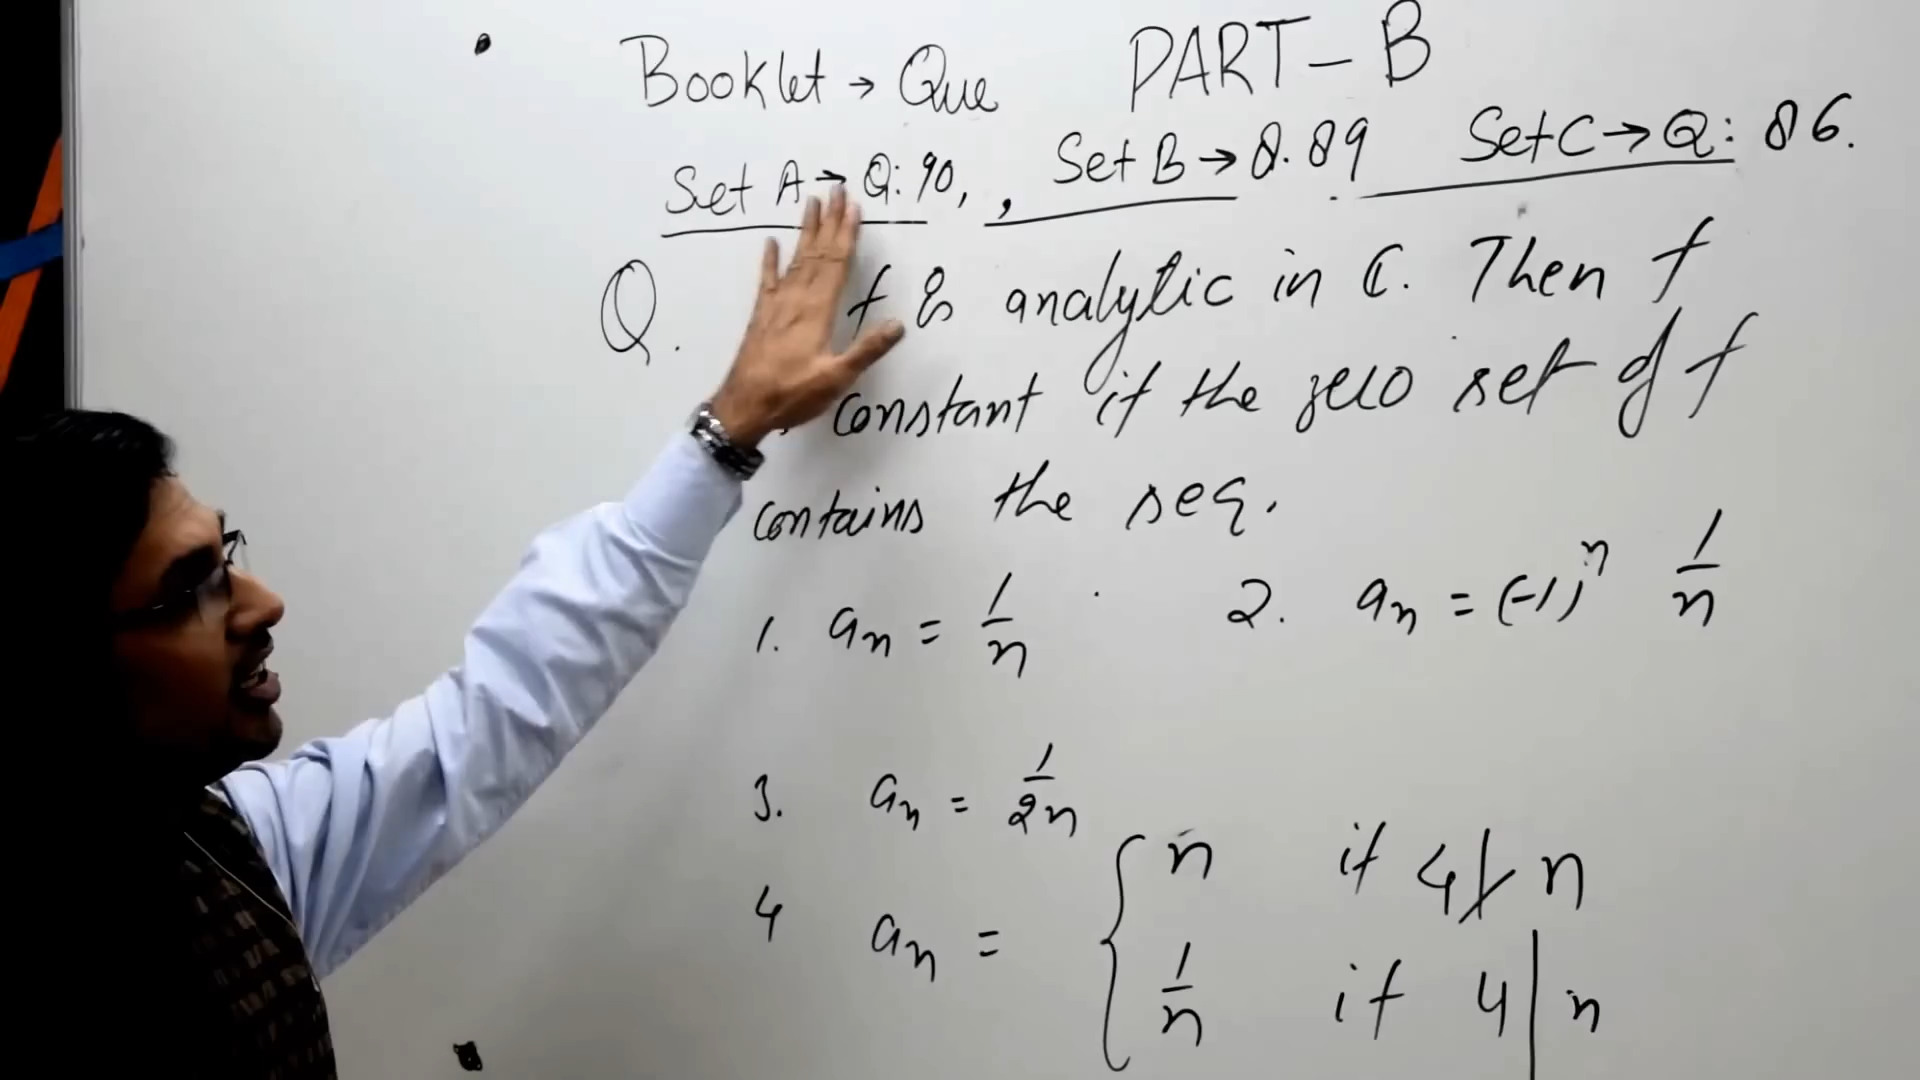 Booklet → Que PART-B
Set A → Q: 90, , Set B → Q. 89 Set C → Q: 86.
Q. f is analytic in ℂ. Then f
constant if the zero set of f
contains the seq.
1. aₙ = 1/n 2. aₙ = (-1)ⁿ 1/n
3. aₙ = 1/2n
4 aₙ = { n if 4∤n
1/n if 4|n